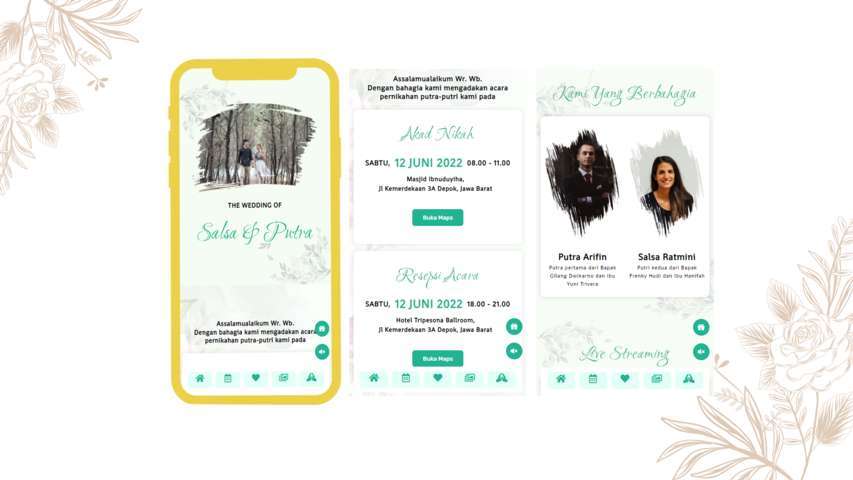 THE WEDDING OF
Salsa & Putra
Assalamualaikum Wr. Wb.
Dengan bahagia kami mengadakan acara
pernikahan putra-putri kami pada
Assalamualaikum Wr. Wb.
Dengan bahagia kami mengadakan acara
pernikahan putra-putri kami pada
Akad Nikah
SABTU, 12 JUNI 2022 08.00 - 11.00
Masjid Ibnuduyiha,
Jl Kemerdekaan 3A Depok, Jawa Barat
Buka Maps
Resepsi Acara
SABTU, 12 JUNI 2022 18.00 - 21.00
Hotel Tripesona Ballroom,
Jl Kemerdekaan 3A Depok, Jawa Barat
Buka Maps
Kami Yang Berbahagia
Putra Arifin
Putra pertama dari Bapak
Gilang Doinarno dan Ibu
Yuni Trivara
Salsa Ratmini
Putri kedua dari Bapak
Frenky Hudi dan Ibu Hanifah
Live Streaming